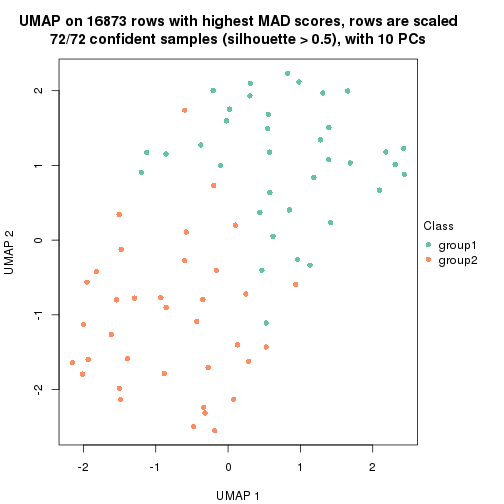 UMAP on 16873 rows with highest MAD scores, rows are scaled
72/72 confident samples (silhouette > 0.5), with 10 PCs
UMAP 2
2
1
0
-1
-2
-2
-1
0
1
2
UMAP 1
Class
group1
group2